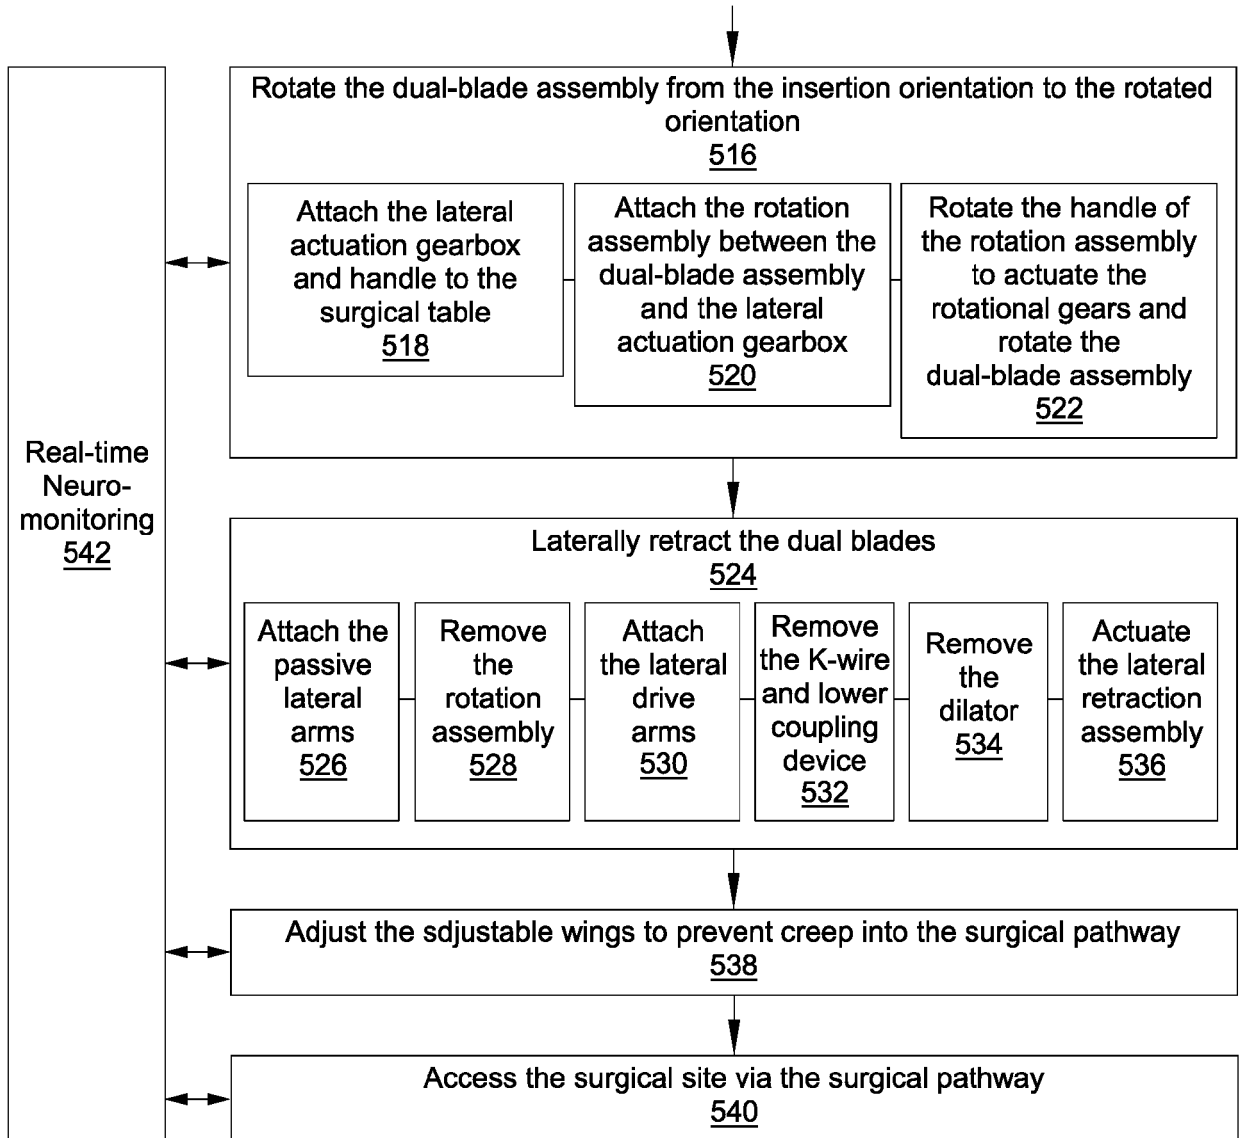 Rotate the dual-blade assembly from the insertion orientation to the rotated
orientation
516
Attach the lateral
actuation gearbox
and handle to the
surgical table
518
Attach the rotation
assembly between the
dual-blade assembly
and the lateral
actuation gearbox
520
Rotate the handle of
the rotation assembly
to actuate the
rotational gears and
rotate the
dual-blade assembly
522
Real-time
Neuro-
monitoring
542
Laterally retract the dual blades
524
Attach the
passive
lateral
arms
526
Remove
the
rotation
assembly
528
Attach
the lateral
drive
arms
530
Remove
the K-wire
and lower
coupling
device
532
Remove
the
dilator
534
Actuate
the lateral
retraction
assembly
536
Adjust the sdjustable wings to prevent creep into the surgical pathway
538
Access the surgical site via the surgical pathway
540